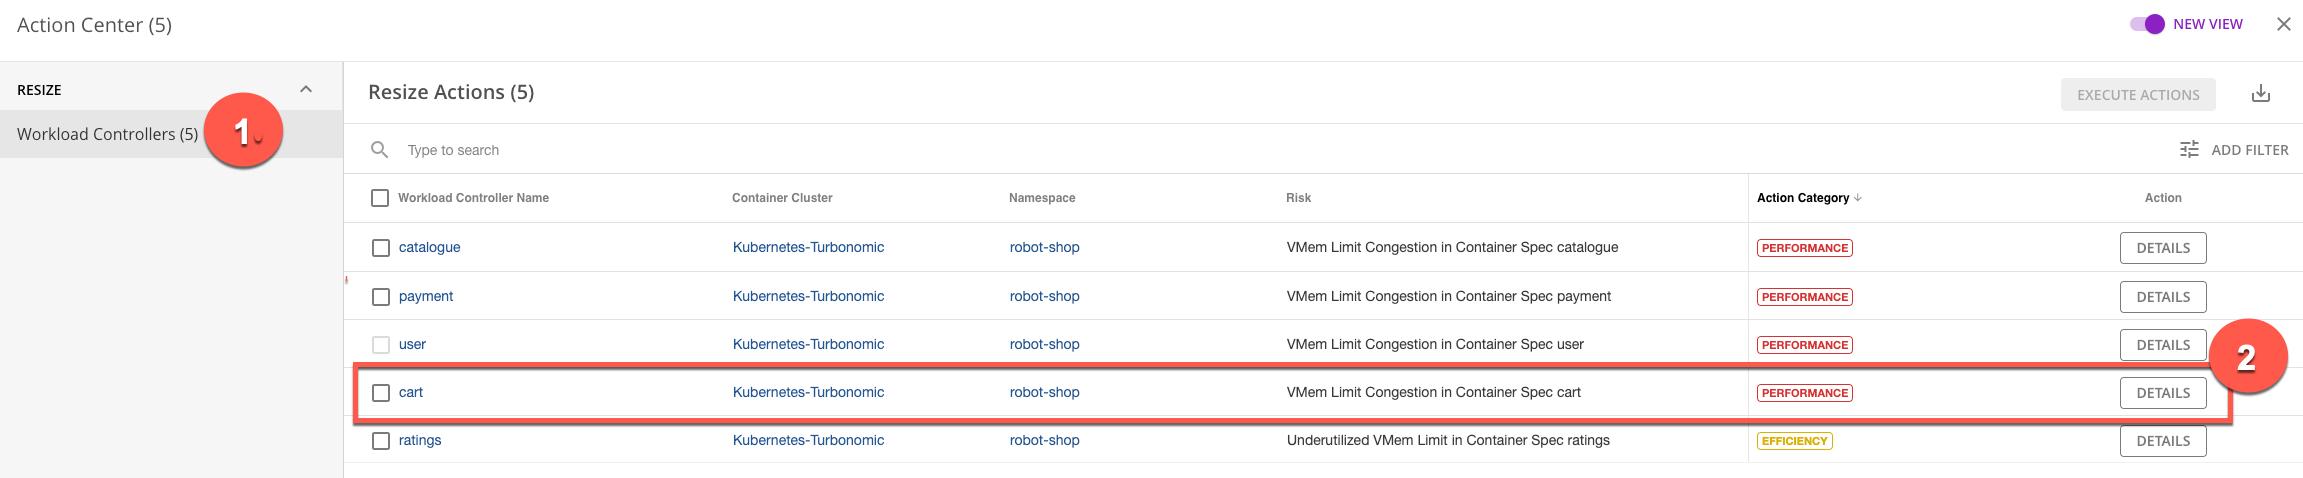 Action Center (5)
NEW VIEW
RESIZE
Workload Controllers (5)
1.
Resize Actions (5)
EXECUTE ACTIONS
Type to search
ADD FILTER
Workload Controller Name Container Cluster Namespace Risk Action Category Action
catalogue Kubernetes-Turbonomic robot-shop VMem Limit Congestion in Container Spec catalogue PERFORMANCE DETAILS
payment Kubernetes-Turbonomic robot-shop VMem Limit Congestion in Container Spec payment PERFORMANCE DETAILS
user Kubernetes-Turbonomic robot-shop VMem Limit Congestion in Container Spec user PERFORMANCE DETAILS
2
cart Kubernetes-Turbonomic robot-shop VMem Limit Congestion in Container Spec cart PERFORMANCE DETAILS
ratings Kubernetes-Turbonomic robot-shop Underutilized VMem Limit in Container Spec ratings EFFICIENCY DETAILS